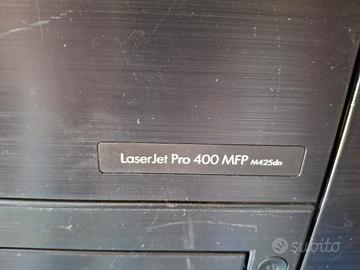 LaserJet Pro 400 MFP M425dn
subito